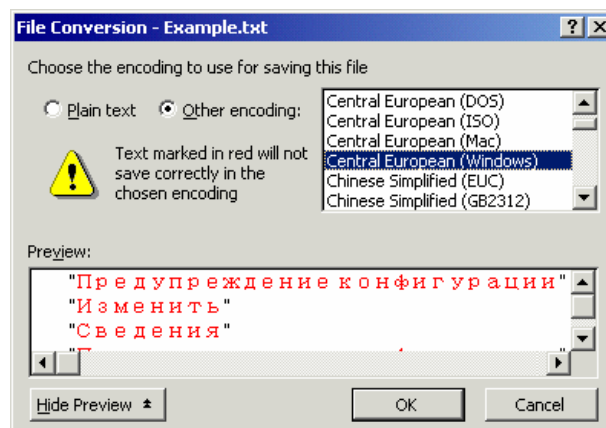 File Conversion - Example.txt
Choose the encoding to use for saving this file
Plain text
Other encoding:
Central European (DOS)
Central European (ISO)
Central European (Mac)
Central European (Windows)
Chinese Simplified (EUC)
Chinese Simplified (GB2312)
Text marked in red will not
save correctly in the
chosen encoding
Preview:
"Предупреждение конфигурации"
"Изменить"
"Сведения"
Hide Preview
OK
Cancel